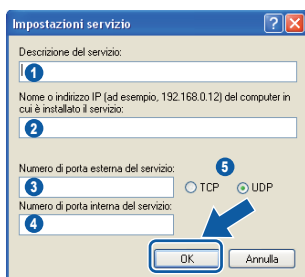 Impostazioni servizio
Descrizione del servizio:
1
Nome o indirizzo IP (ad esempio, 192.168.0.12) del computer in
cui è installato il servizio:
2
Numero di porta esterna del servizio:
5
3
TCP
UDP
Numero di porta interna del servizio:
4
OK
Annulla